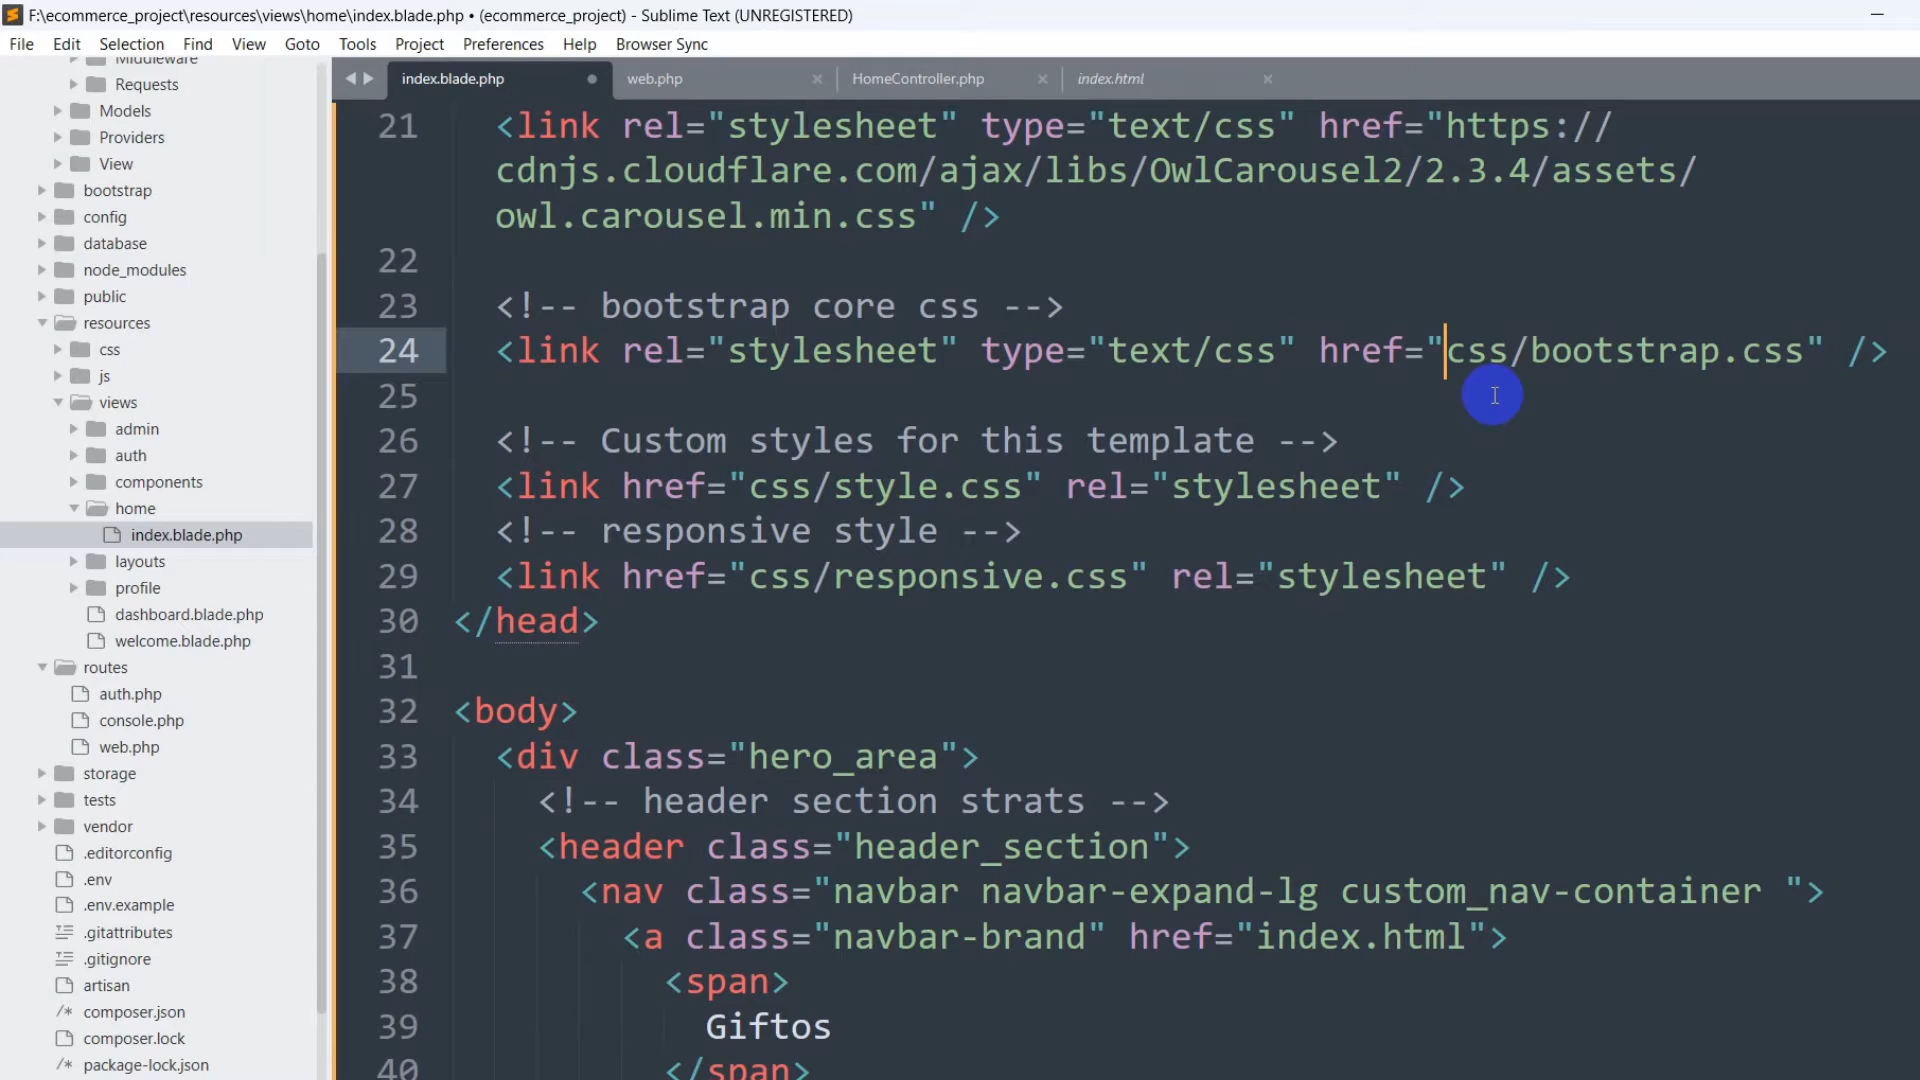 F:\ecommerce_project\resources\views\home\index.blade.php • (ecommerce_project) - Sublime Text (UNREGISTERED)
File Edit Selection Find View Goto Tools Project Preferences Help Browser Sync
index.blade.php web.php HomeController.php index.html
Middleware
Requests
Models
Providers
View
bootstrap
config
database
node_modules
public
resources
css
js
views
admin
auth
components
home
index.blade.php
layouts
profile
dashboard.blade.php
welcome.blade.php
routes
auth.php
console.php
web.php
storage
tests
vendor
.editorconfig
.env
.env.example
.gitattributes
.gitignore
artisan
/* composer.json
composer.lock
/* package-lock.json
21 <link rel="stylesheet" type="text/css" href="https://
cdnjs.cloudflare.com/ajax/libs/OwlCarousel2/2.3.4/assets/
owl.carousel.min.css" />
22
23 <!-- bootstrap core css -->
24 <link rel="stylesheet" type="text/css" href="css/bootstrap.css" />
25
26 <!-- Custom styles for this template -->
27 <link href="css/style.css" rel="stylesheet" />
28 <!-- responsive style -->
29 <link href="css/responsive.css" rel="stylesheet" />
30 </head>
31
32 <body>
33 <div class="hero_area">
34 <!-- header section strats -->
35 <header class="header_section">
36 <nav class="navbar navbar-expand-lg custom_nav-container ">
37 <a class="navbar-brand" href="index.html">
38 <span>
39 Giftos
40 </span>